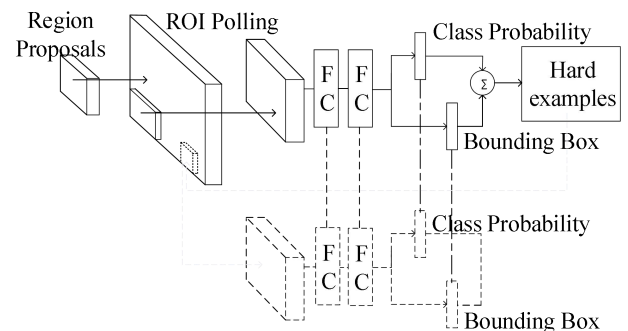 Region
Proposals
ROI Polling
F
C
F
C
Class Probability
Σ
Hard
examples
Bounding Box
F
C
F
C
Class Probability
Bounding Box